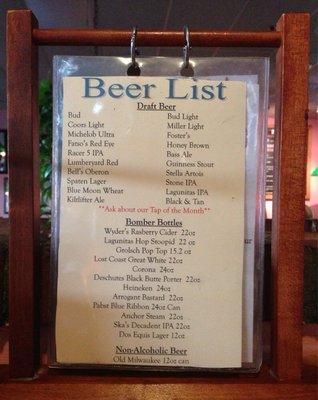 Beer List
Draft Beer
Bud
Coors Light
Michelob Ultra
Fatso's Red Eye
Racer 5 IPA
Lumberyard Red
Bell's Oberon
Spaten Lager
Blue Moon Wheat
Kiltlifter Ale
Bud Light
Miller Light
Foster's
Honey Brown
Bass Ale
Guinness Stout
Stella Artois
Stone IPA
Lagunitas IPA
Black & Tan
**Ask about our Tap of the Month**
Bomber Bottles
Wyder's Rasberry Cider 22oz
Lagunitas Hop Stoopid 22 oz
Grolsch Pop Top 15.2 oz
Lost Coast Great White 22oz
Corona 24oz
Deschutes Black Butte Porter 22oz
Heineken 24oz
Arrogant Bastard 22oz
Pabst Blue Ribbon 24oz Can
Anchor Steam 22oz
Ska's Decadent IPA 22oz
Dos Equis Lager 12oz
Non-Alcoholic Beer
Old Milwaukee 12oz can